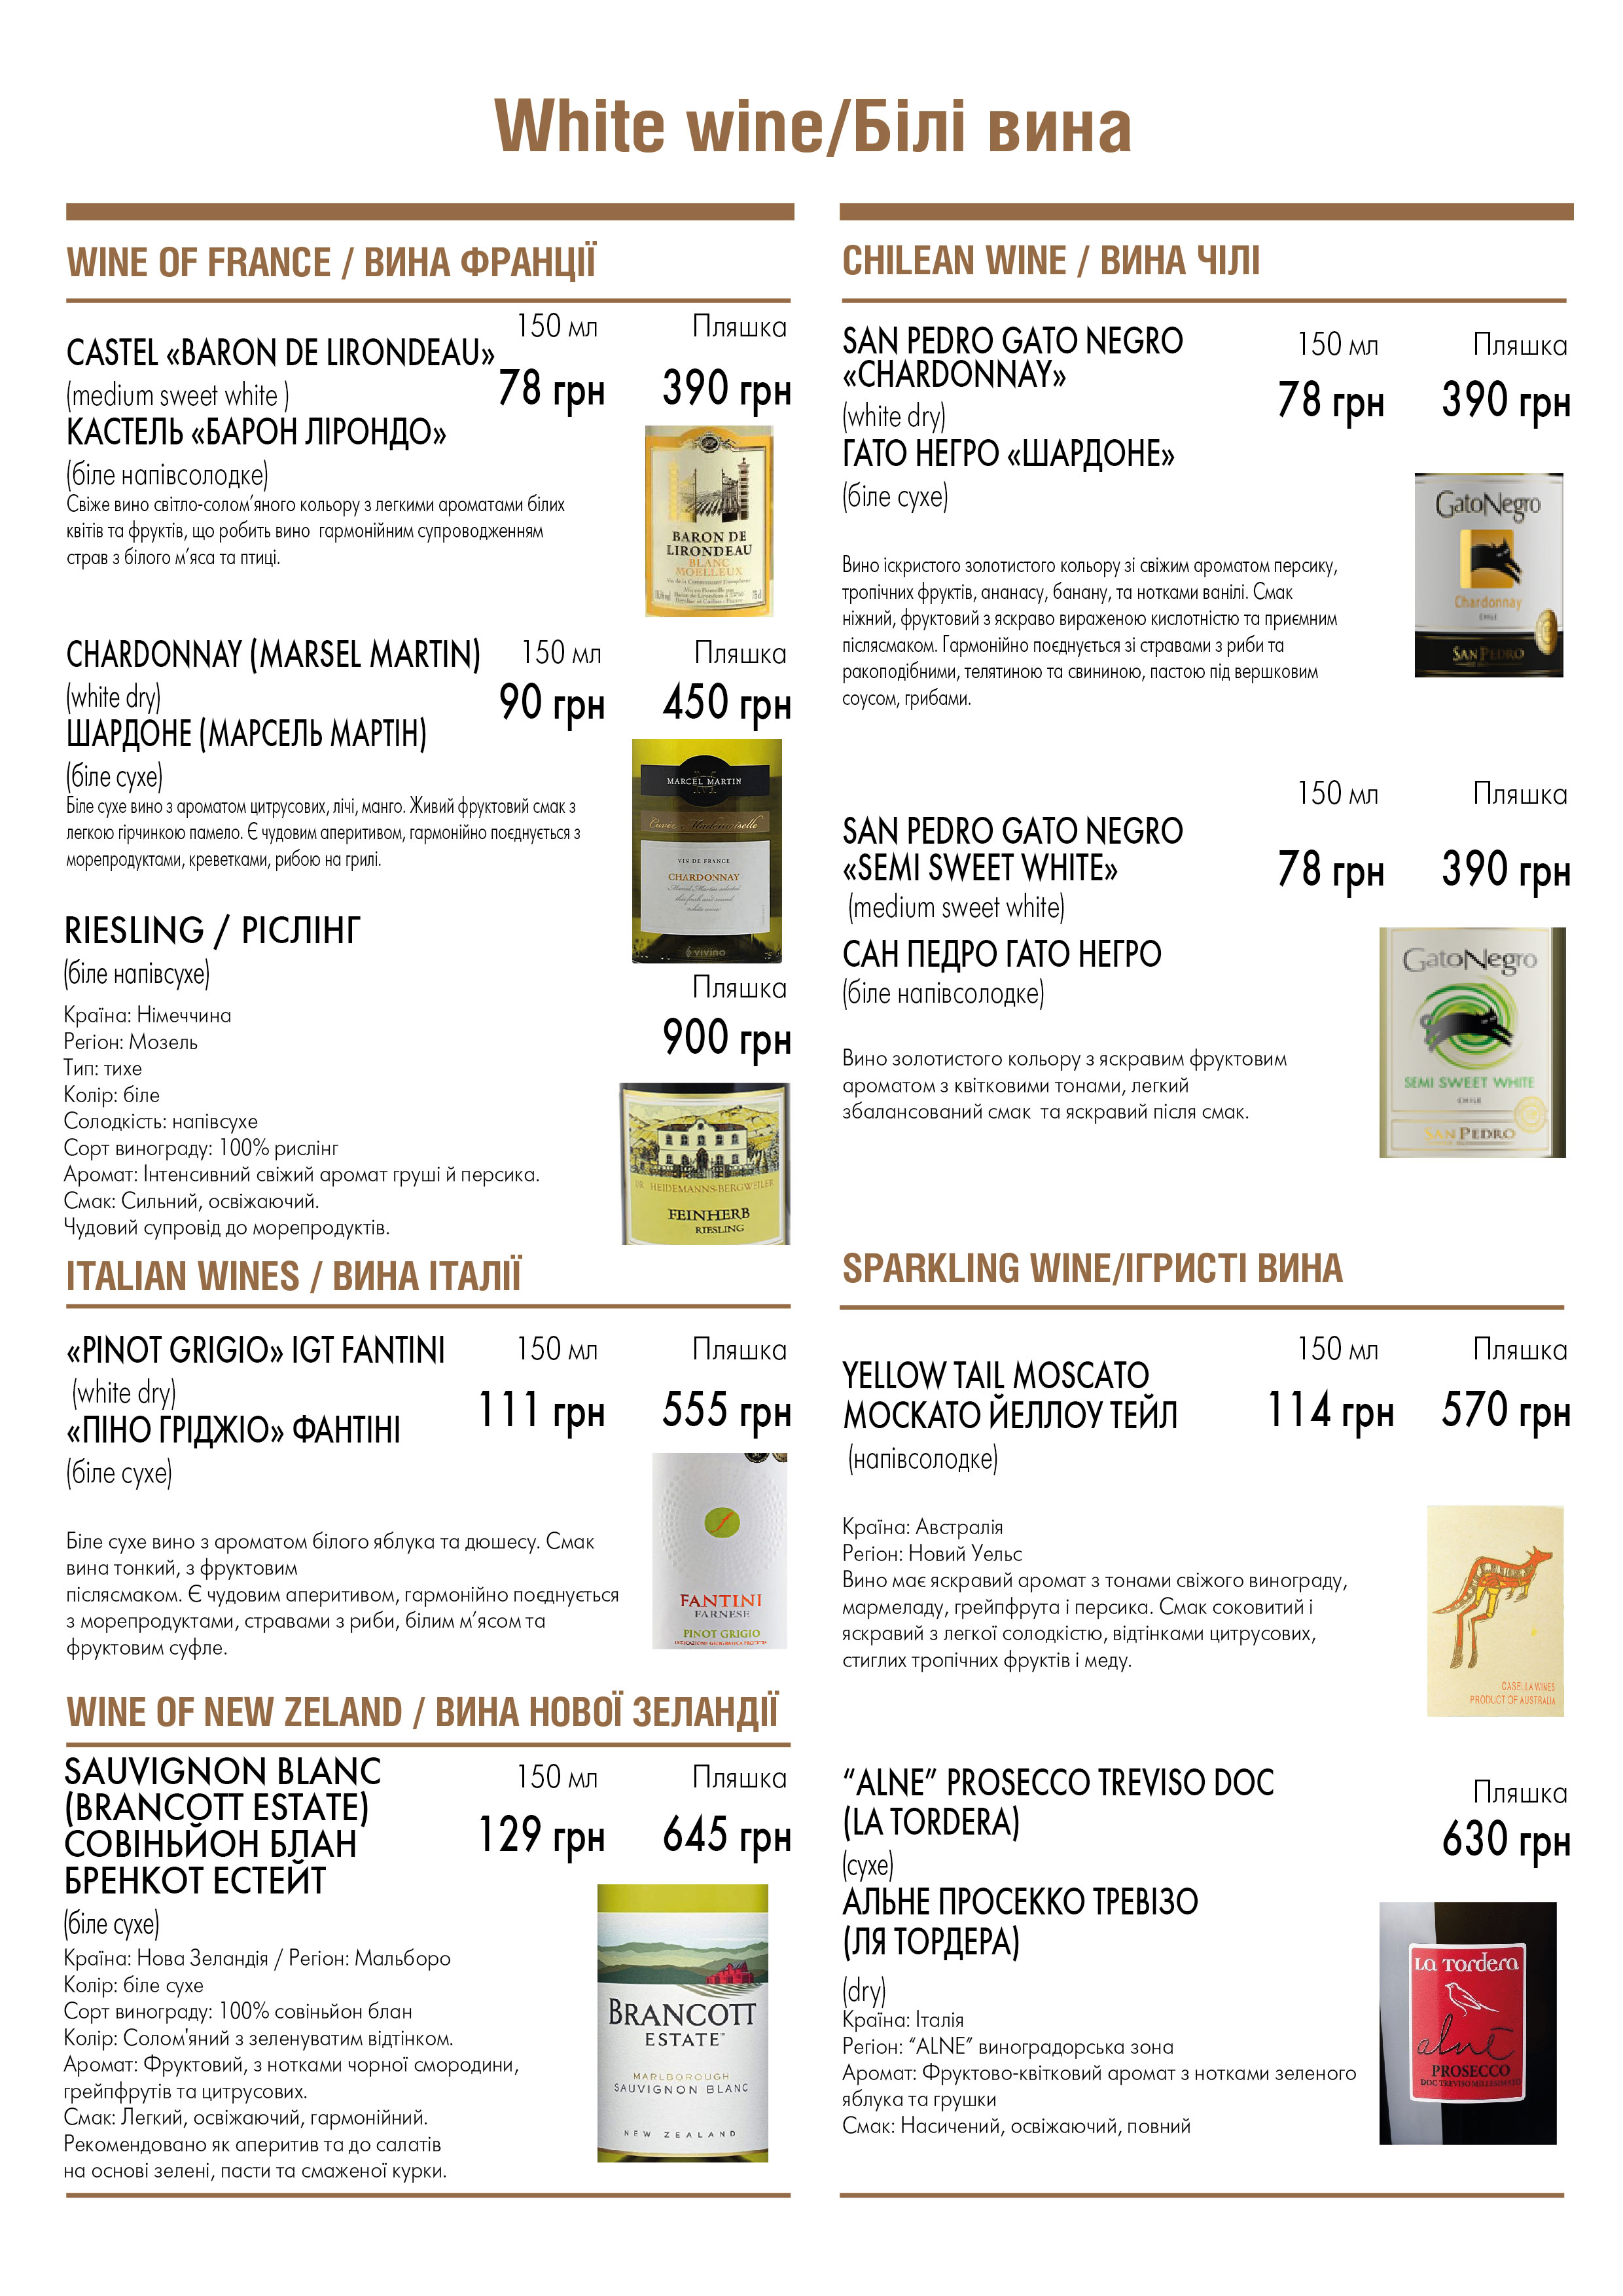 White wine/Білі вина
WINE OF FRANCE / ВИНА ФРАНЦІЇ
150 мл Пляшка
CASTEL «BARON DE LIRONDEAU»
78 грн 390 грн
(medium sweet white )
КАСТЕЛЬ «БАРОН ЛІРОНДО»
(біле напівсолодке)
Свіже вино світло-солом’яного кольору з легкими ароматами білих
квітів та фруктів, що робить вино гармонійним супроводженням
страв з білого м’яса та птиці.
BARON DE
LIRONDEAU
BLANC
MOELLEUX
CHARDONNAY (MARSEL MARTIN) 150 мл Пляшка
(white dry) 90 грн 450 грн
ШАРДОНЕ (МАРСЕЛЬ МАРТІН)
(біле сухе)
Біле сухе вино з ароматом цитрусових, лічі, манго. Живий фруктовий смак з
легкою гірчинкою памело. Є чудовим аперитивом, гармонійно поєднується з
морепродуктами, креветками, рибою на грилі.
MARCEL MARTIN
Cuvée Mademoiselle
VIN DE FRANCE
CHARDONNAY
vivino
RIESLING / РІСЛІНГ
(біле напівсухе)
Пляшка
900 грн
Країна: Німеччина
Регіон: Мозель
Тип: тихе
Колір: біле
Солодкість: напівсухе
Сорт винограду: 100% рислінг
Аромат: Інтенсивний свіжий аромат груші й персика.
Смак: Сильний, освіжаючий.
Чудовий супровід до морепродуктів.
DR. HEIDEMANNS-BERGWEILER
FEINHERB
RIESLING
ITALIAN WINES / ВИНА ІТАЛІЇ
«PINOT GRIGIO» IGT FANTINI 150 мл Пляшка
(white dry) 111 грн 555 грн
«ПІНО ГРІДЖІО» ФАНТІНІ
(біле сухе)
Біле сухе вино з ароматом білого яблука та дюшесу. Смак
вина тонкий, з фруктовим
післясмаком. Є чудовим аперитивом, гармонійно поєднується
з морепродуктами, стравами з риби, білим м’ясом та
фруктовим суфле.
FANTINI
FARNESE
PINOT GRIGIO
WINE OF NEW ZELAND / ВИНА НОВОЇ ЗЕЛАНДІЇ
SAUVIGNON BLANC 150 мл Пляшка
(BRANCOTT ESTATE)
СОВІНЬЙОН БЛАН 129 грн 645 грн
БРЕНКОТ ЕСТЕЙТ
(біле сухе)
Країна: Нова Зеландія / Регіон: Мальборо
Колір: біле сухе
Сорт винограду: 100% совіньйон блан
Колір: Солом'яний з зеленуватим відтінком.
Аромат: Фруктовий, з нотками чорної смородини,
грейпфрутів та цитрусових.
Смак: Легкий, освіжаючий, гармонійний.
Рекомендовано як аперитив та до салатів
на основі зелені, пасти та смаженої курки.
BRANCOTT
ESTATE
MARLBOROUGH
SAUVIGNON BLANC
NEW ZEALAND
CHILEAN WINE / ВИНА ЧІЛІ
SAN PEDRO GATO NEGRO 150 мл Пляшка
«CHARDONNAY»
(white dry) 78 грн 390 грн
ГАТО НЕГРО «ШАРДОНЕ»
(біле сухе)
Вино іскристого золотистого кольору зі свіжим ароматом персику,
тропічних фруктів, ананасу, банану, та нотками ванілі. Смак
ніжний, фруктовий з яскраво вираженою кислотністю та приємним
післясмаком. Гармонійно поєднується зі стравами з риби та
ракоподібними, телятиною та свининою, пастою під вершковим
соусом, грибами.
GatoNegro
Chardonnay
CHILE
SAN PEDRO
150 мл Пляшка
SAN PEDRO GATO NEGRO
«SEMI SWEET WHITE» 78 грн 390 грн
(medium sweet white)
САН ПЕДРО ГАТО НЕГРО
(біле напівсолодке)
Вино золотистого кольору з яскравим фруктовим
ароматом з квітковими тонами, легкий
збалансований смак та яскравий після смак.
GatoNegro
SEMI SWEET WHITE
CHILE
SAN PEDRO
SPARKLING WINE/ІГРИСТІ ВИНА
150 мл Пляшка
YELLOW TAIL MOSCATO
МОСКАТО ЙЕЛЛОУ ТЕЙЛ 114 грн 570 грн
(напівсолодке)
Країна: Австралія
Регіон: Новий Уельс
Вино має яскравий аромат з тонами свіжого винограду,
мармеладу, грейпфрута і персика. Смак соковитий і
яскравий з легкої солодкістю, відтінками цитрусових,
стиглих тропічних фруктів і меду.
CASELLA WINES
PRODUCT OF AUSTRALIA
“ALNE” PROSECCO TREVISO DOC Пляшка
(LA TORDERA) 630 грн
(сухе)
АЛЬНЕ ПРОСЕККО ТРЕВІЗО
(ЛЯ ТОРДЕРА)
(dry)
Країна: Італія
Регіон: “ALNE” виноградорська зона
Аромат: Фруктово-квітковий аромат з нотками зеленого
яблука та грушки
Смак: Насичений, освіжаючий, повний
La Tordera
alnè
PROSECCO
DOC TREVISO MILLESIMATO